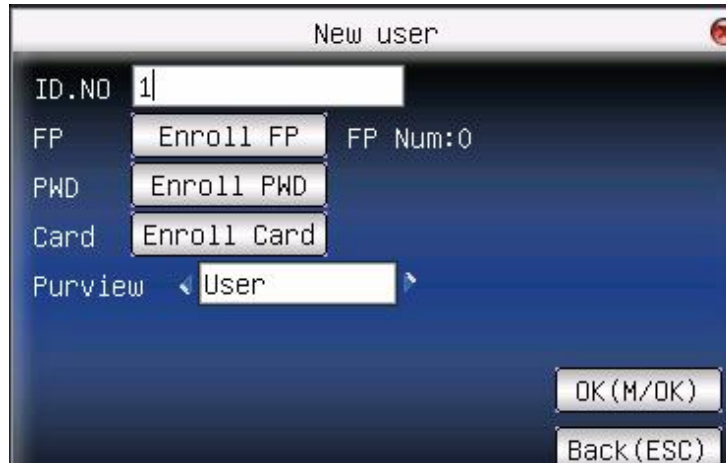 New user
ID.NO 1
FP Enroll FP FP Num:0
PWD Enroll PWD
Card Enroll Card
Purview User
OK(M/OK)
Back(ESC)